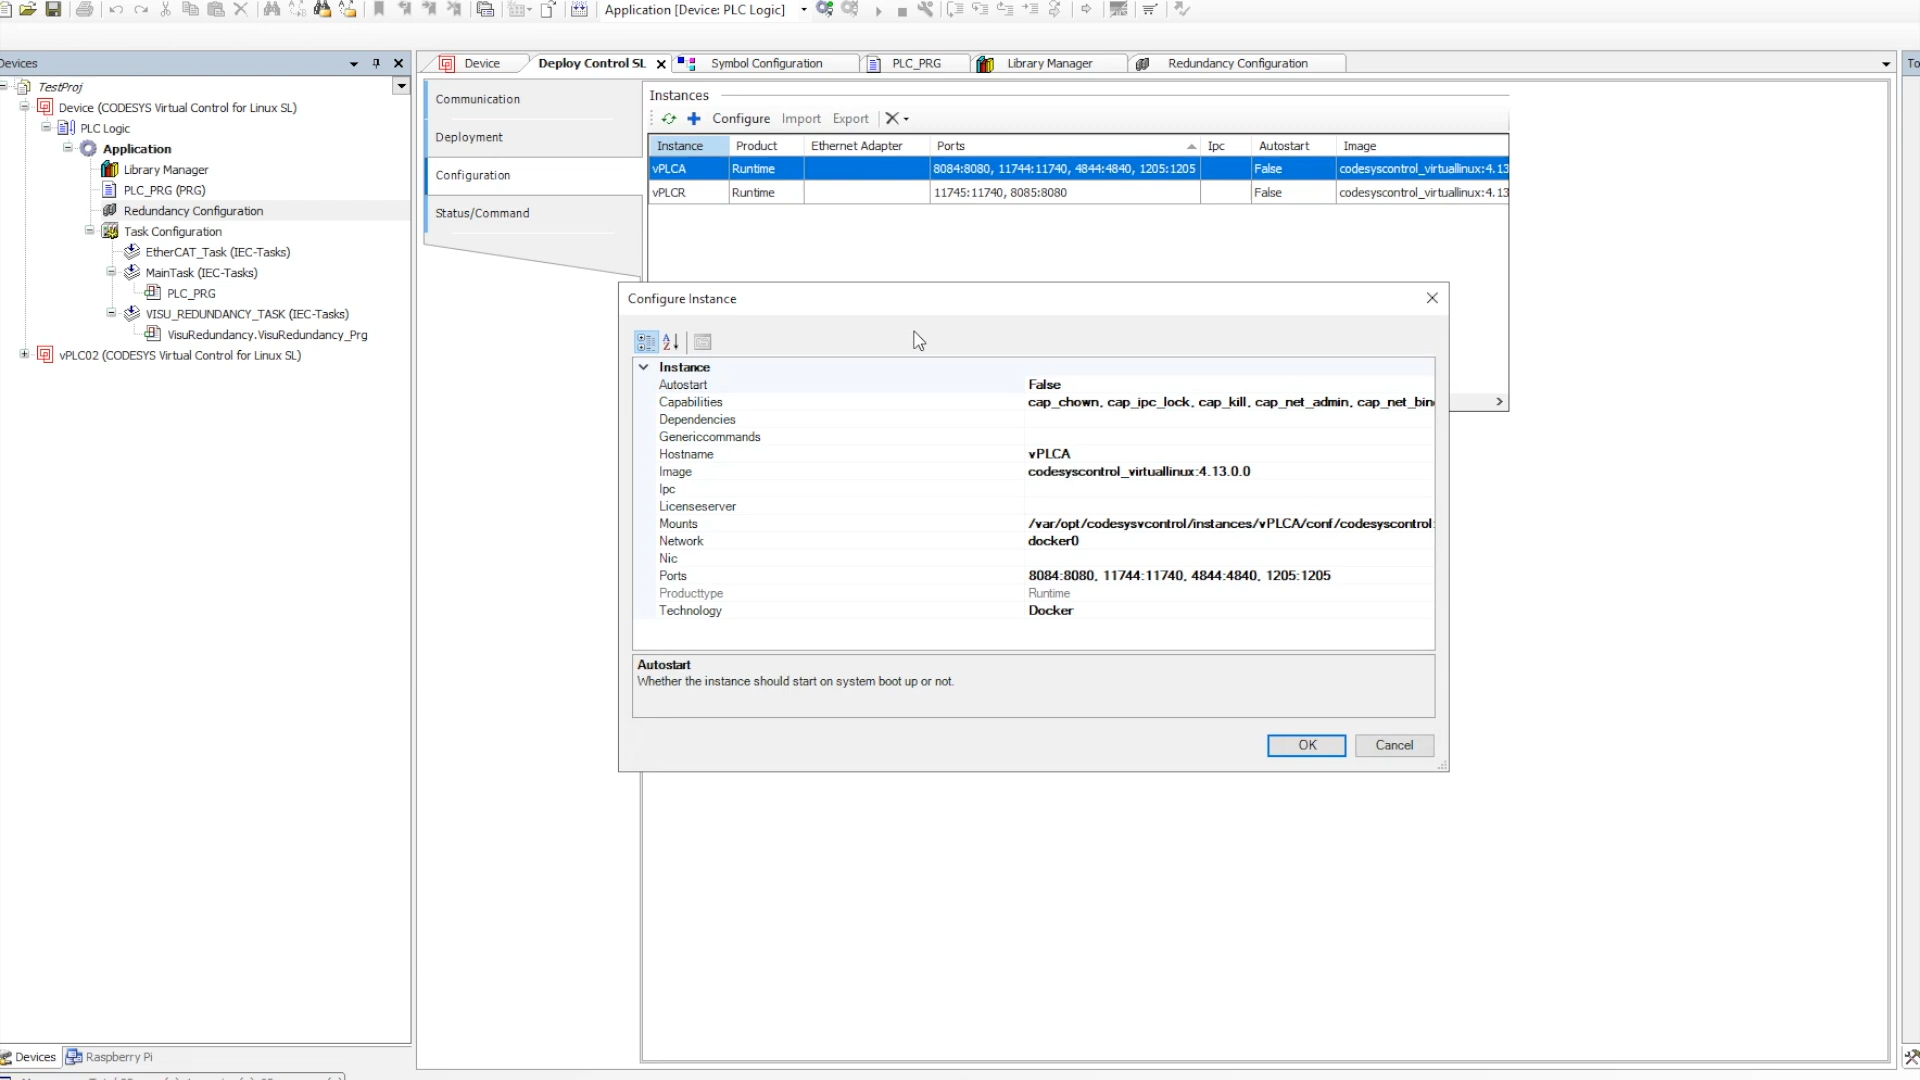 Application [Device: PLC Logic]
Devices
TestProj
Device (CODESYS Virtual Control for Linux SL)
PLC Logic
Application
Library Manager
PLC_PRG (PRG)
Redundancy Configuration
Task Configuration
EtherCAT_Task (IEC-Tasks)
MainTask (IEC-Tasks)
PLC_PRG
VISU_REDUNDANCY_TASK (IEC-Tasks)
VisuRedundancy.VisuRedundancy_Prg
vPLC02 (CODESYS Virtual Control for Linux SL)
Devices Raspberry Pi
Device Deploy Control SL Symbol Configuration PLC_PRG Library Manager Redundancy Configuration
To
Communication
Deployment
Configuration
Status/Command
Instances
Configure Import Export
Instance Product Ethernet Adapter Ports Ipc Autostart Image
vPLCA Runtime 8084:8080, 11744:11740, 4844:4840, 1205:1205 False codesyscontrol_virtuallinux:4.13
vPLCR Runtime 11745:11740, 8085:8080 False codesyscontrol_virtuallinux:4.13
Configure Instance
Instance
Autostart False
Capabilities cap_chown, cap_ipc_lock, cap_kill, cap_net_admin, cap_net_bin
Dependencies
Genericcommands
Hostname vPLCA
Image codesyscontrol_virtuallinux:4.13.0.0
Ipc
Licenseserver
Mounts /var/opt/codesysvcontrol/instances/vPLCA/conf/codesyscontrol:
Network docker0
Nic
Ports 8084:8080, 11744:11740, 4844:4840, 1205:1205
Producttype Runtime
Technology Docker
Autostart
Whether the instance should start on system boot up or not.
OK Cancel